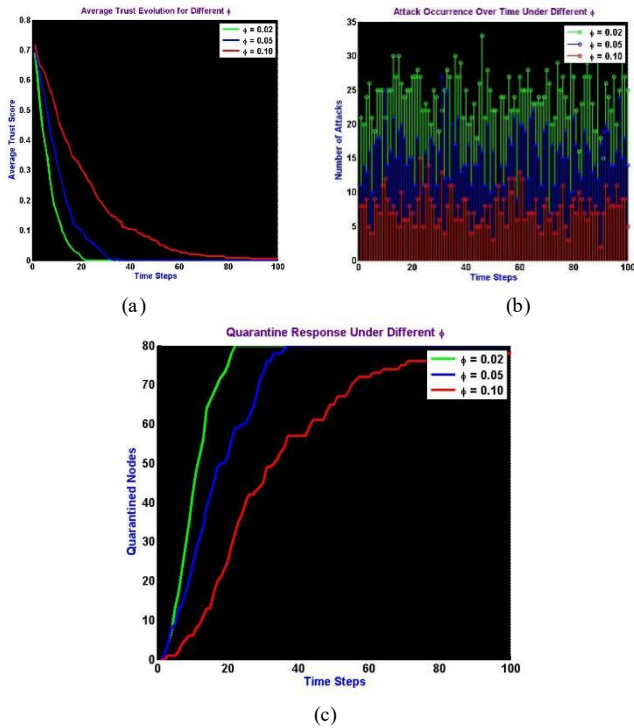 Average Trust Evolution for Different ϕ
Average Trust Score
0.8
0.7
0.6
0.5
0.4
0.3
0.2
0.1
0
ϕ = 0.02
ϕ = 0.05
ϕ = 0.10
0 20 40 60 80 100
Time Steps
(a)
Attack Occurrence Over Time Under Different ϕ
Number of Attacks
35
30
25
20
15
10
5
0
ϕ = 0.02
ϕ = 0.05
ϕ = 0.10
0 20 40 60 80 100
Time Steps
(b)
Quarantine Response Under Different ϕ
Quarantined Nodes
80
70
60
50
40
30
20
10
0
ϕ = 0.02
ϕ = 0.05
ϕ = 0.10
0 20 40 60 80 100
Time Steps
(c)